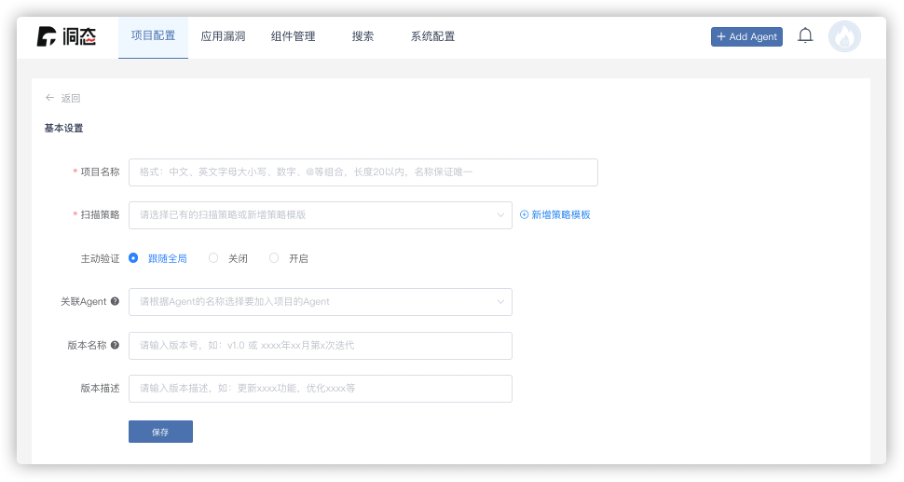 洞态 项目配置 应用漏洞 组件管理 搜索 系统配置 + Add Agent
← 返回
基本设置
* 项目名称 格式：中文、英文字母大小写、数字、@等组合，长度20以内，名称保证唯一
* 扫描策略 请选择已有的扫描策略或新增策略模版 新增策略模板
主动验证 跟随全局 关闭 开启
关联Agent ? 请根据Agent的名称选择要加入项目的Agent
版本名称 ? 请输入版本号，如：v1.0 或 xxxx年xx月第x次迭代
版本描述 请输入版本描述，如：更新xxxx功能，优化xxxx等
保存